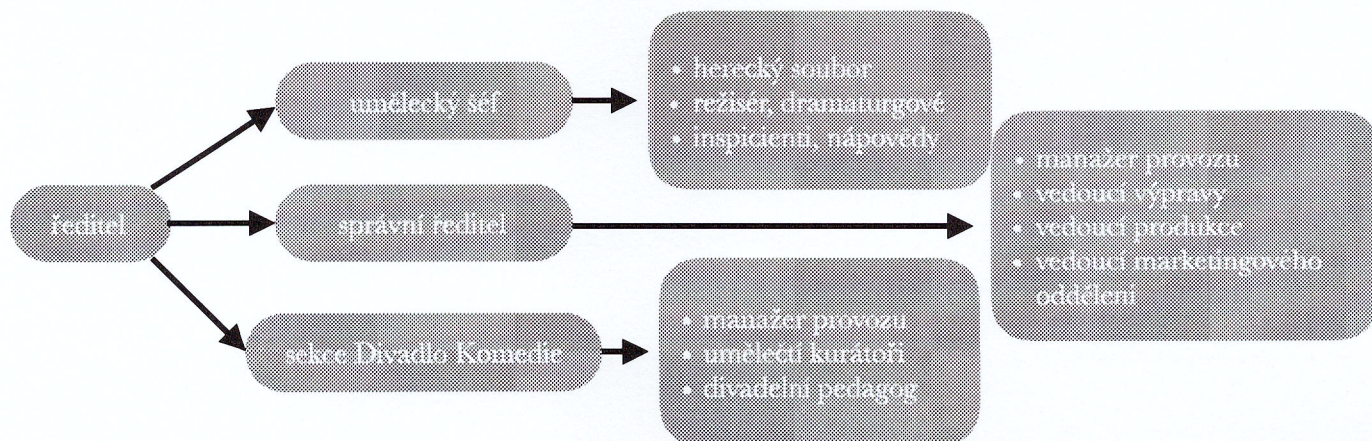 ředitel
umělecký šéf
• herecký soubor
• režisér, dramaturgové
• inspicienti, nápovědy
správní ředitel
• manažer provozu
• vedoucí výpravy
• vedoucí produkce
• vedoucí marketingového
oddělení
sekce Divadlo Komedie
• manažer provozu
• umělečtí kurátoři
• divadelní pedagog